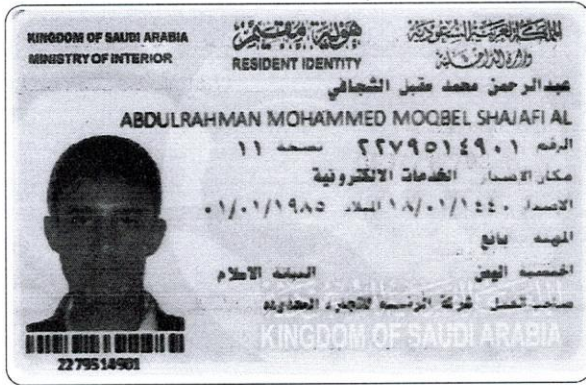 KINGDOM OF SAUDI ARABIA
MINISTRY OF INTERIOR
هوية مقيم
RESIDENT IDENTITY
المملكة العربية السعودية
وزارة الداخلية
عبدالرحمن محمد مقبل الشجافي
ABDULRAHMAN MOHAMMED MOQBEL SHAJAFI AL
الرقم ٢٢٧٩٥١٤٩٠١ نسخة ١١
مكان الاصدار الخدمات الالكترونية
الاصدار ١٨/٠١/١٤٤٠ الميلاد ٠١/٠١/١٩٨٥
المهنة بائع
الجنسية اليمن الديانة الاسلام
صاحب العمل شركة المحدوده
KINGDOM OF SAUDI ARABIA
2279514901